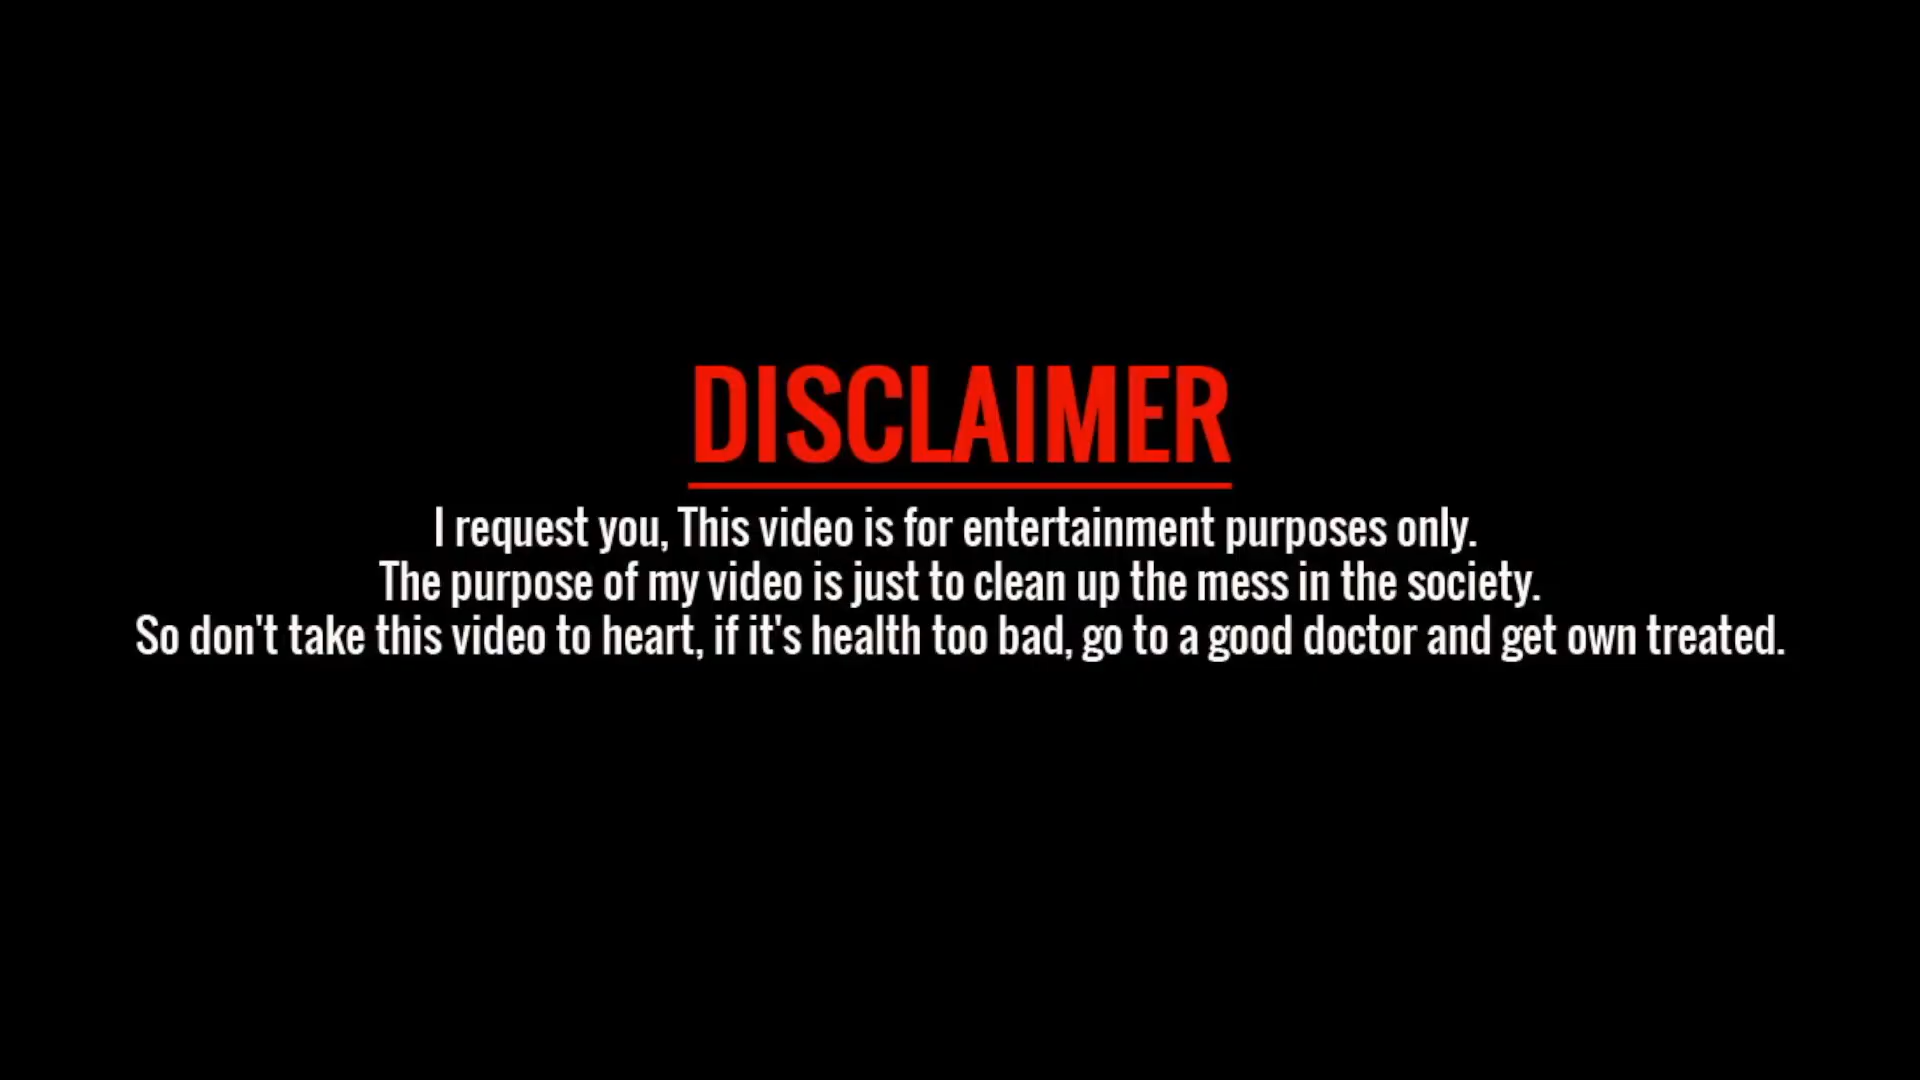 DISCLAIMER
I request you, This video is for entertainment purposes only.
The purpose of my video is just to clean up the mess in the society.
So don't take this video to heart, if it's health too bad, go to a good doctor and get own treated.